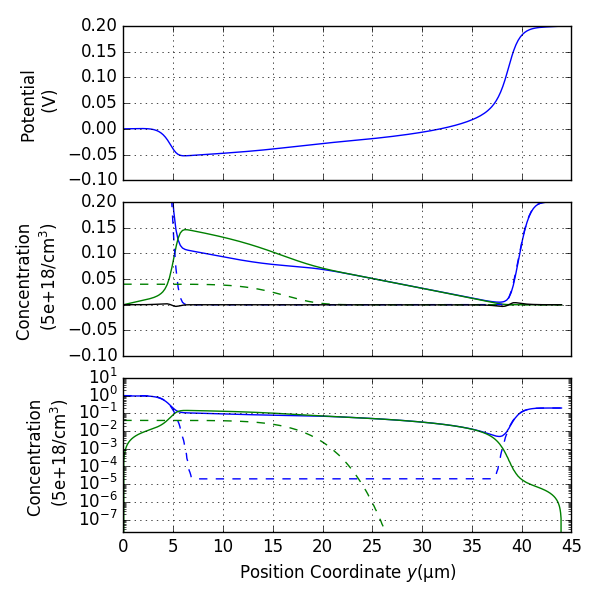 0.20
0.15
0.10
0.05
0.00
−0.05
−0.10
Potential
(V)
0.20
0.15
0.10
0.05
0.00
−0.05
−0.10
Concentration
(5e+18/cm³)
10¹
10⁰
10⁻¹
10⁻²
10⁻³
10⁻⁴
10⁻⁵
10⁻⁶
10⁻⁷
Concentration
(5e+18/cm³)
0 5 10 15 20 25 30 35 40 45
Position Coordinate y(μm)